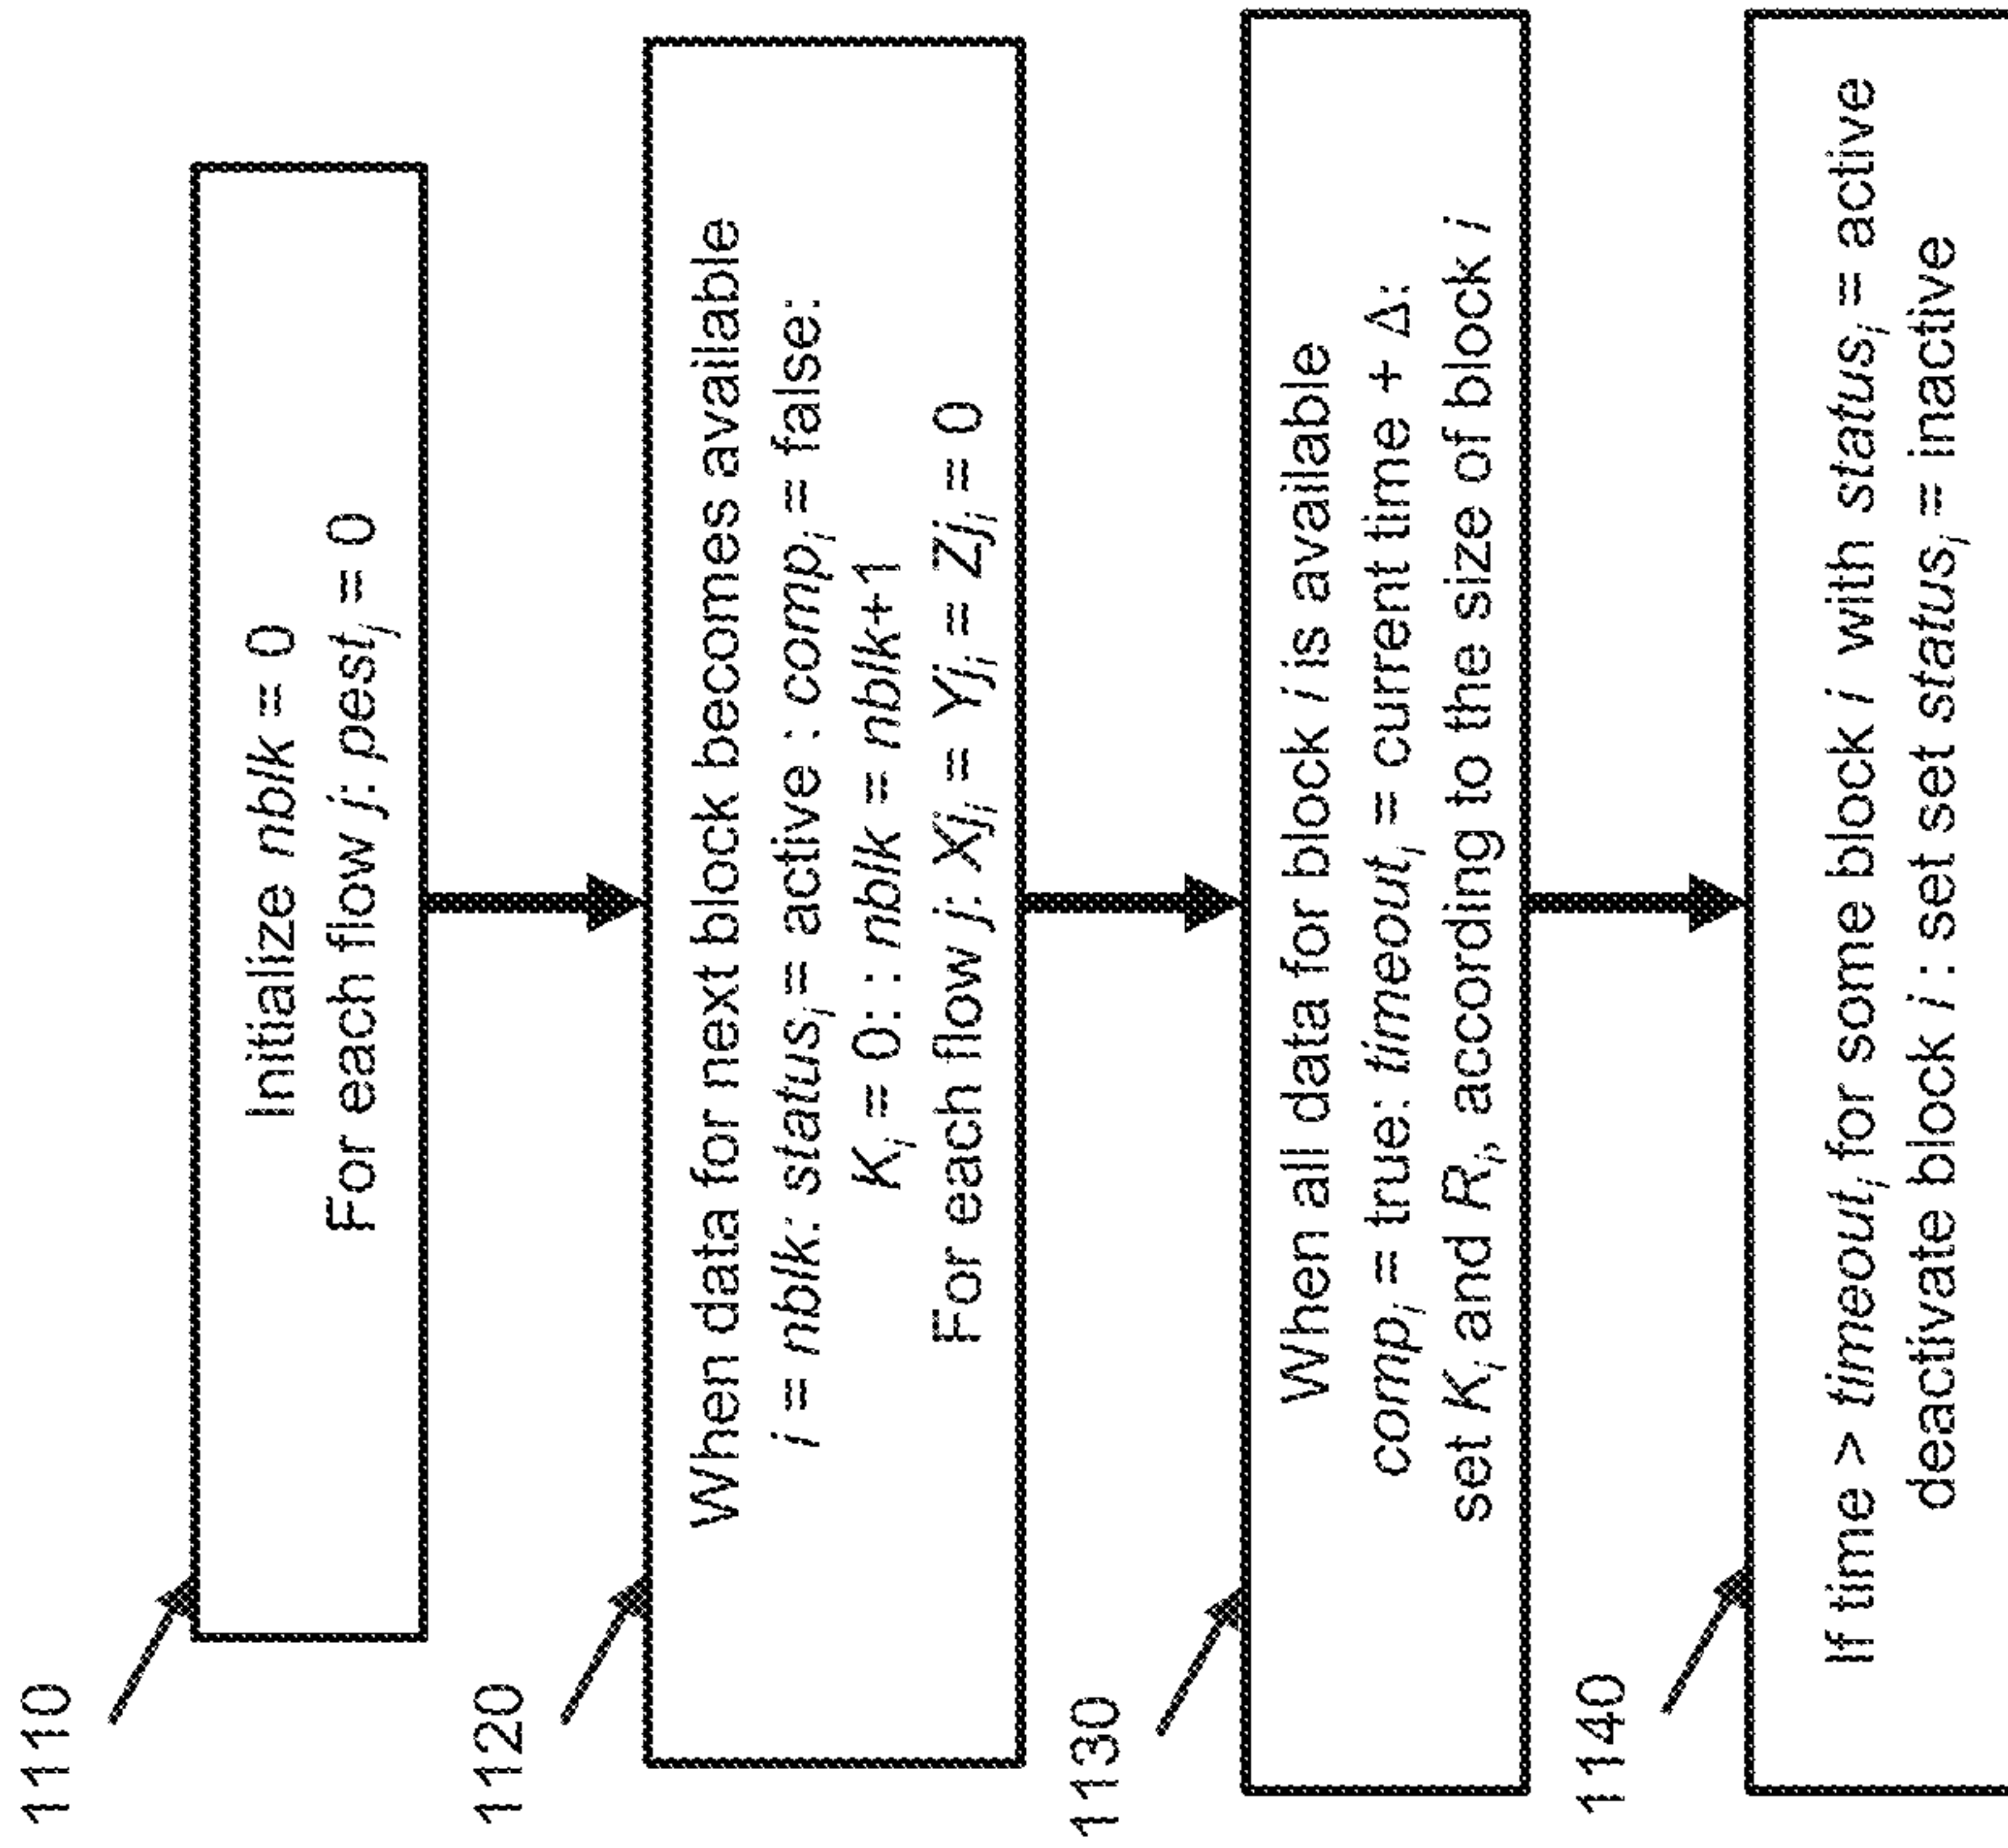 1110
Initialize nblk = 0
For each flow j: pestⱼ = 0
1120
When data for next block becomes available
i = nblk: statusᵢ = active : compᵢ = false:
Kᵢ = 0: : nblk = nblk+1
For each flow j: Xjᵢ = Yjᵢ = Zjᵢ = 0
1130
When all data for block i is available
compᵢ = true: timeoutᵢ = current time + Δ:
set Kᵢ and Rᵢ, according to the size of block i
1140
If time > timeoutᵢ for some block i with statusᵢ = active
deactivate block i : set set statusᵢ = inactive